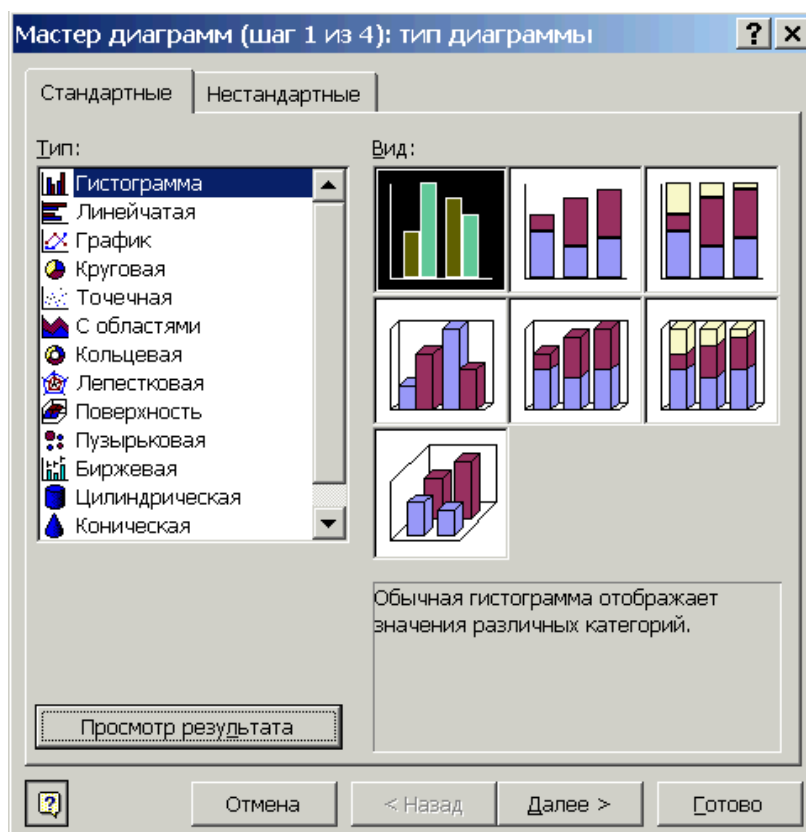 Мастер диаграмм (шаг 1 из 4): тип диаграммы
Стандартные
Нестандартные
Тип:
Гистограмма
Линейчатая
График
Круговая
Точечная
С областями
Кольцевая
Лепестковая
Поверхность
Пузырьковая
Биржевая
Цилиндрическая
Коническая
Вид:
Обычная гистограмма отображает
значения различных категорий.
Просмотр результата
Отмена
< Назад
Далее >
Готово